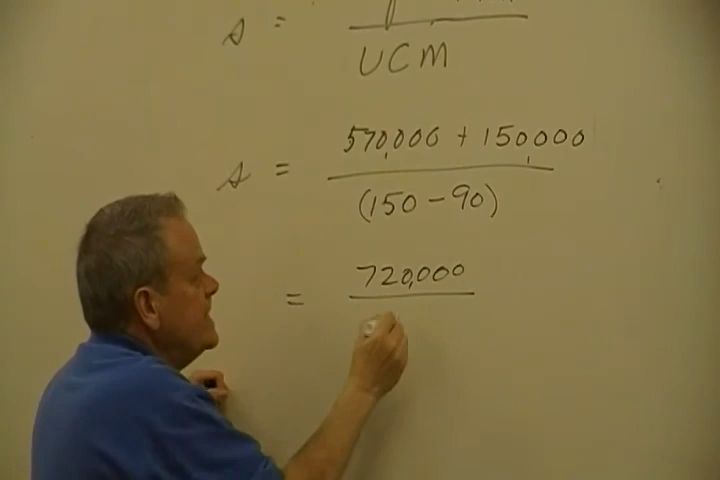 s =
UCM
s = 570,000 + 150,000
(150 - 90)
= 720,000